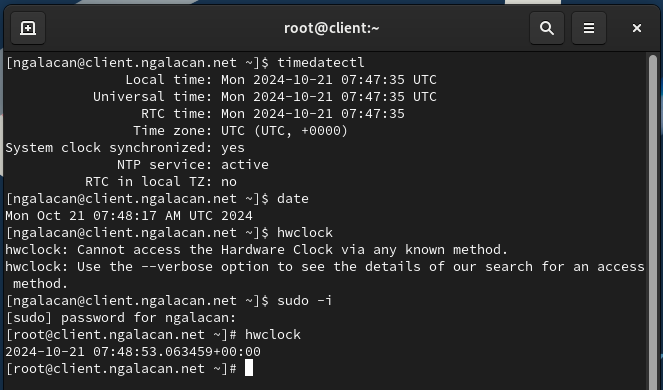 root@client:~
[ngalacan@client.ngalacan.net ~]$ timedatectl
Local time: Mon 2024-10-21 07:47:35 UTC
Universal time: Mon 2024-10-21 07:47:35 UTC
RTC time: Mon 2024-10-21 07:47:35
Time zone: UTC (UTC, +0000)
System clock synchronized: yes
NTP service: active
RTC in local TZ: no
[ngalacan@client.ngalacan.net ~]$ date
Mon Oct 21 07:48:17 AM UTC 2024
[ngalacan@client.ngalacan.net ~]$ hwclock
hwclock: Cannot access the Hardware Clock via any known method.
hwclock: Use the --verbose option to see the details of our search for an access
method.
[ngalacan@client.ngalacan.net ~]$ sudo -i
[sudo] password for ngalacan:
[root@client.ngalacan.net ~]# hwclock
2024-10-21 07:48:53.063459+00:00
[root@client.ngalacan.net ~]#